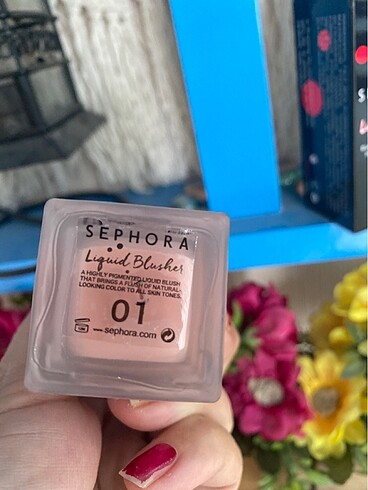 SEPHORA
Liquid Blusher
A HIGHLY PIGMENTED LIQUID BLUSH
THAT BRINGS A FLUSH OF NATURAL-
LOOKING COLOR TO ALL SKIN TONES.
01
sephora.com